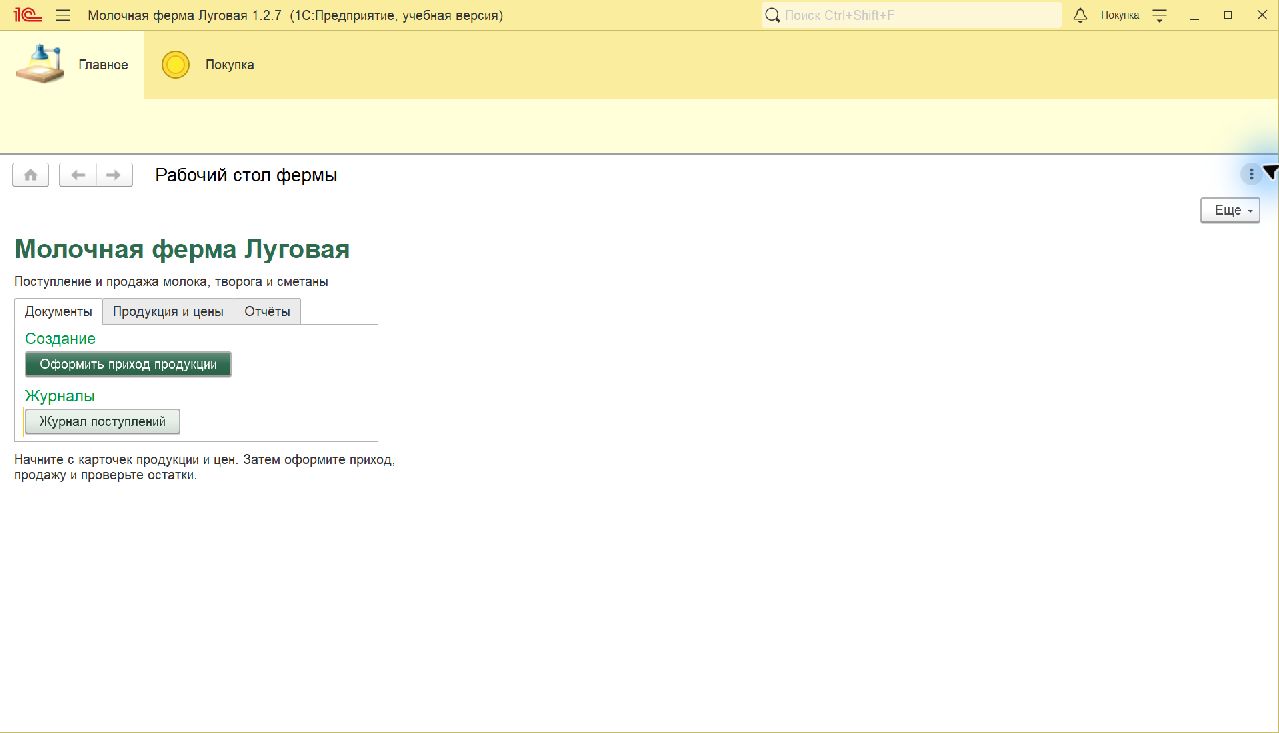 1С Молочная ферма Луговая 1.2.7 (1С:Предприятие, учебная версия) Поиск Ctrl+Shift+F Покупка
Главное Покупка
Рабочий стол фермы
Еще
Молочная ферма Луговая
Поступление и продажа молока, творога и сметаны
Документы Продукция и цены Отчёты
Создание
Оформить приход продукции
Журналы
Журнал поступлений
Начните с карточек продукции и цен. Затем оформите приход,
продажу и проверьте остатки.